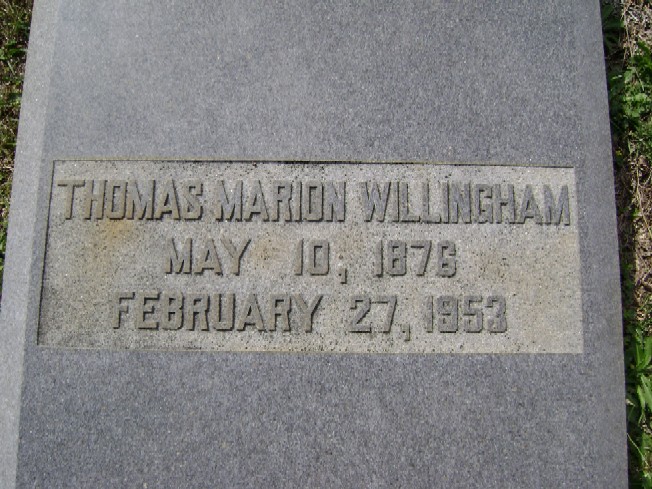 THOMAS MARION WILLINGHAM
MAY 10, 1876
FEBRUARY 27, 1953